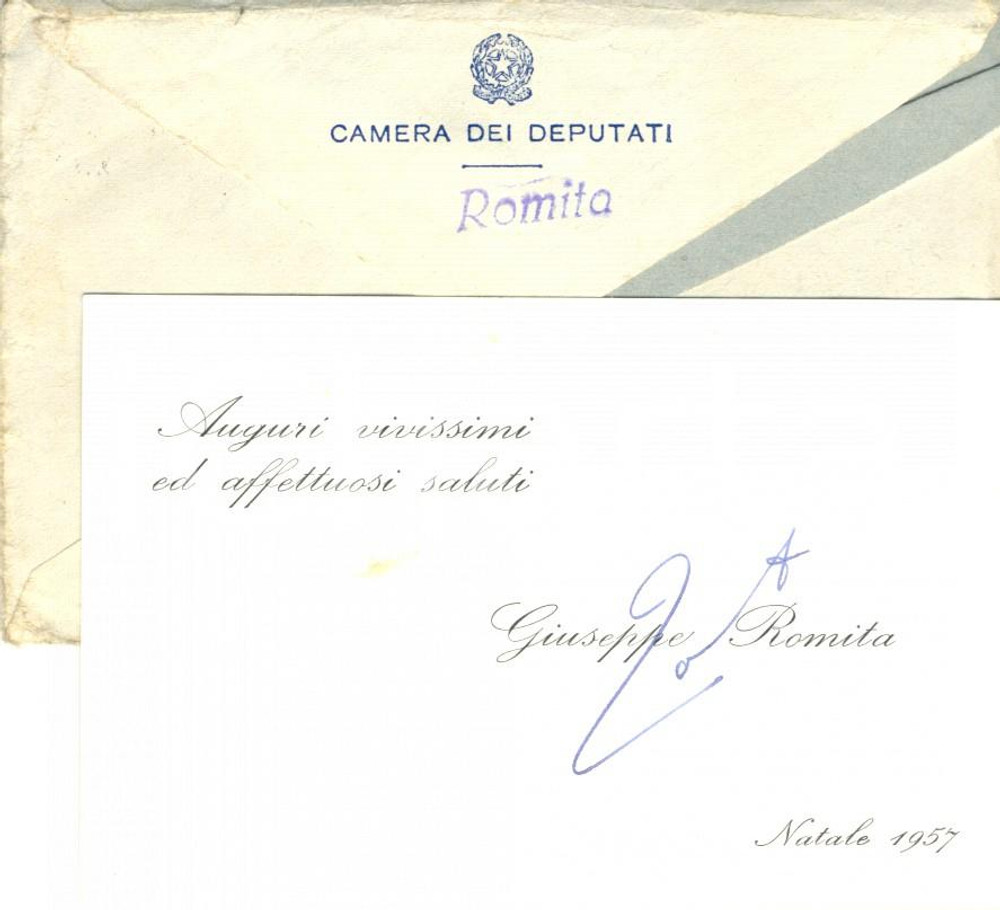 CAMERA DEI DEPUTATI
Romita
Auguri vivissimi
ed affettuosi saluti
Giuseppe Romita
Natale 1957